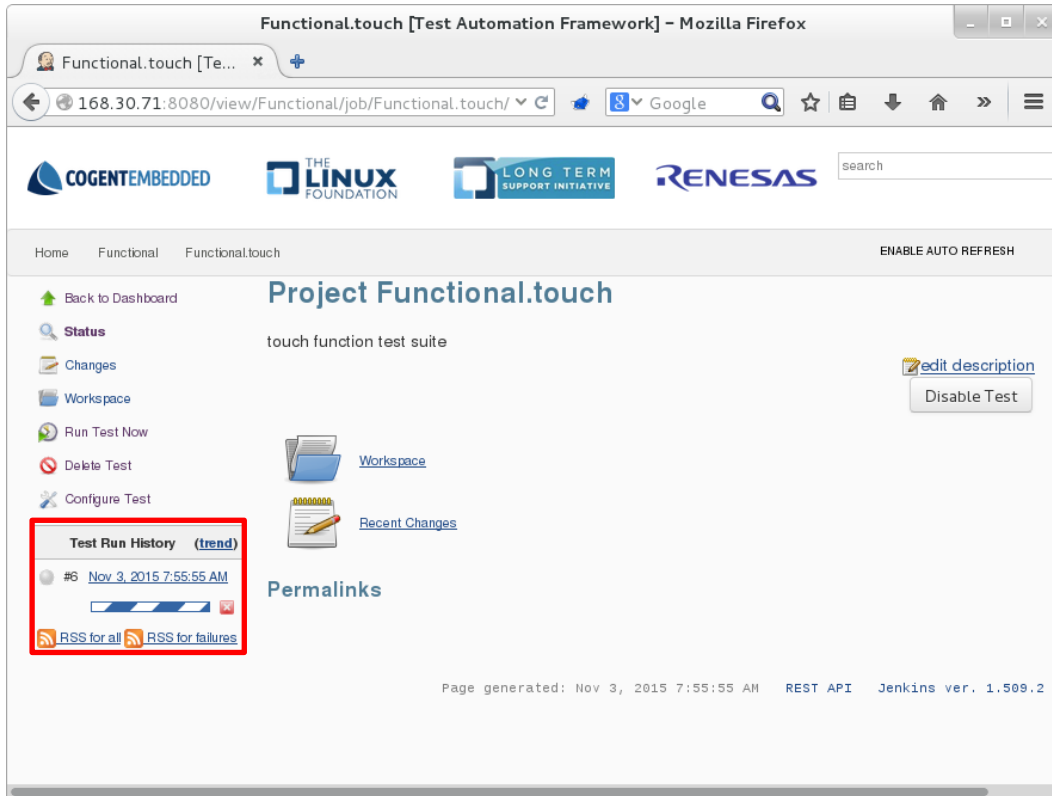 Functional.touch [Test Automation Framework] - Mozilla Firefox
Functional.touch [Te...
168.30.71:8080/view/Functional/job/Functional.touch/
8 Google
COGENTEMBEDDED
THE LINUX FOUNDATION
LONG TERM SUPPORT INITIATIVE
RENESAS
search
Home Functional Functional.touch
ENABLE AUTO REFRESH
Back to Dashboard
Status
Changes
Workspace
Run Test Now
Delete Test
Configure Test
Test Run History (trend)
#6 Nov 3, 2015 7:55:55 AM
RSS for all RSS for failures
Project Functional.touch
touch function test suite
edit description
Disable Test
Workspace
Recent Changes
Permalinks
Page generated: Nov 3, 2015 7:55:55 AM REST API Jenkins ver. 1.509.2